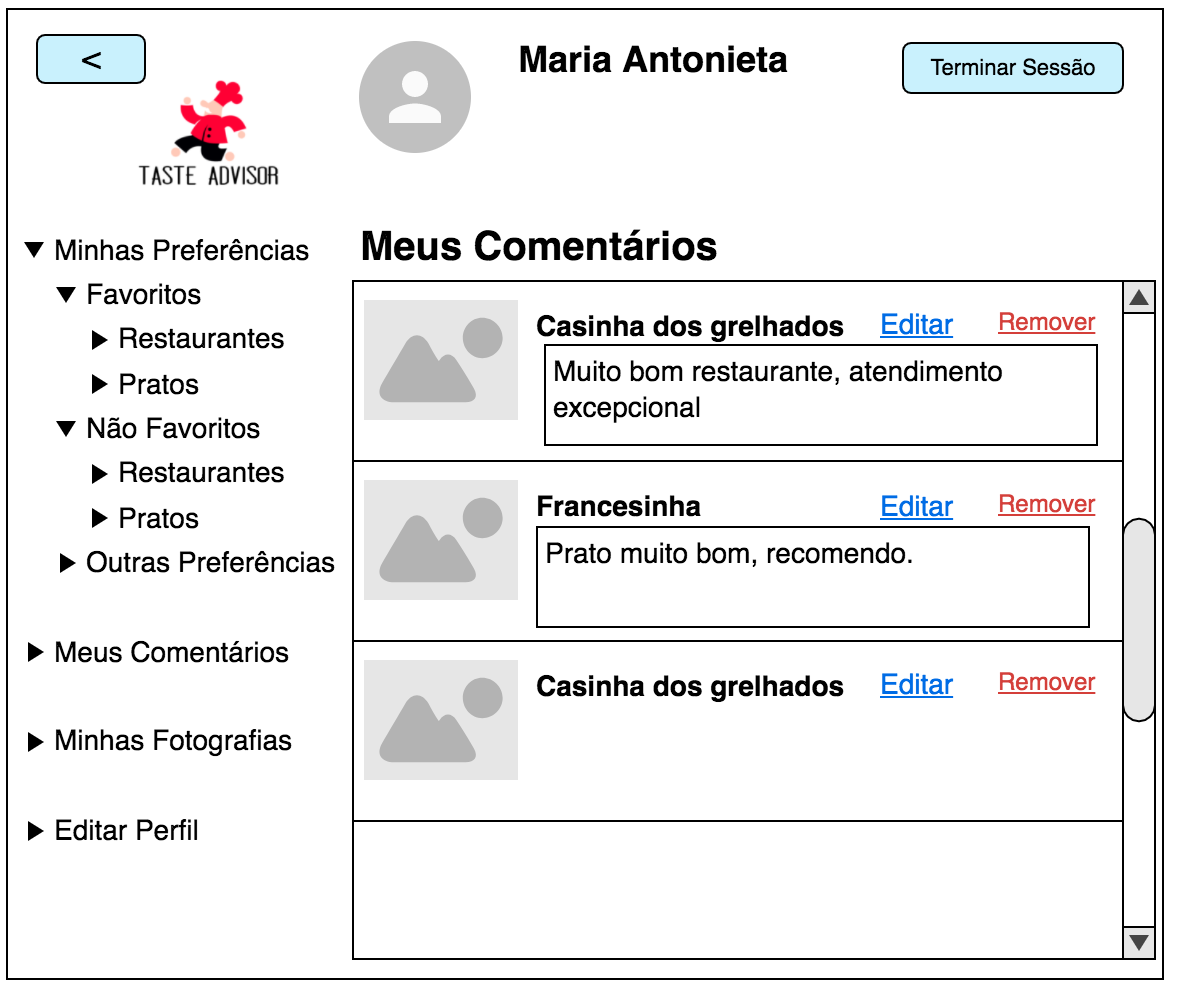 <
Maria Antonieta
Terminar Sessão
TASTE ADVISOR
Minhas Preferências
Favoritos
Restaurantes
Pratos
Não Favoritos
Restaurantes
Pratos
Outras Preferências
Meus Comentários
Minhas Fotografias
Editar Perfil
Meus Comentários
Casinha dos grelhados Editar Remover
Muito bom restaurante, atendimento
excepcional
Francesinha Editar Remover
Prato muito bom, recomendo.
Casinha dos grelhados Editar Remover